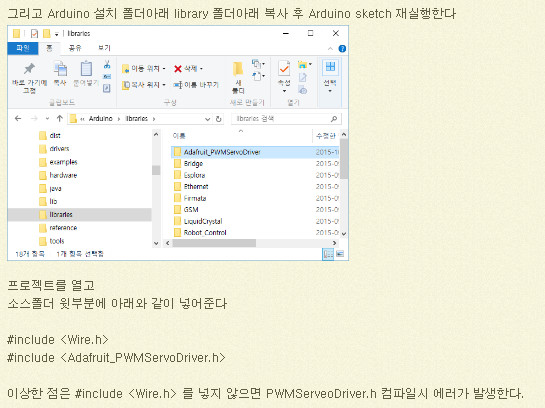 그리고 Arduino 설치 폴더아래 library 폴더아래 복사 후 Arduino sketch 재실행한다
libraries
파일 홈 공유 보기
바로 가기에 고정 복사 붙여넣기 이동 위치 삭제 복사 위치 이름 바꾸기 새 폴더 속성 선택
클립보드 구성 새로 만들기 열기
« Arduino › libraries › libraries 검색
이름 수정한
dist
drivers
examples
hardware
java
lib
libraries
reference
tools
Adafruit_PWMServoDriver 2015-1
Bridge 2015-0
Esplora 2015-0
Ethernet 2015-0
Firmata 2015-0
GSM 2015-0
LiquidCrystal 2015-0
Robot_Control 2015-0
18개 항목 1개 항목 선택함
프로젝트를 열고
소스폴더 윗부분에 아래와 같이 넣어준다
#include <Wire.h>
#include <Adafruit_PWMServoDriver.h>
이상한 점은 #include <Wire.h> 를 넣지 않으면 PWMServeoDriver.h 컴파일시 에러가 발생한다.